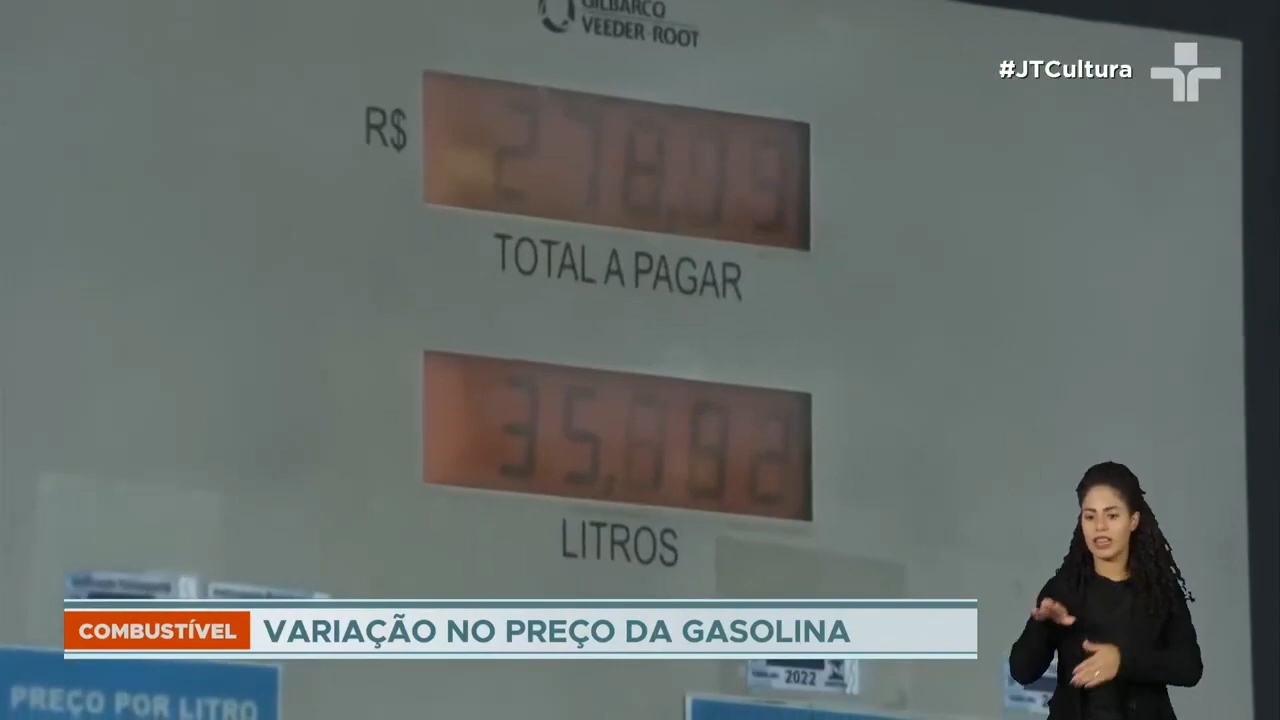 GILBARCO
VEEDER-ROOT
#JTCultura
R$
TOTAL A PAGAR
LITROS
COMBUSTÍVEL
VARIAÇÃO NO PREÇO DA GASOLINA
2022
PREÇO POR LITRO